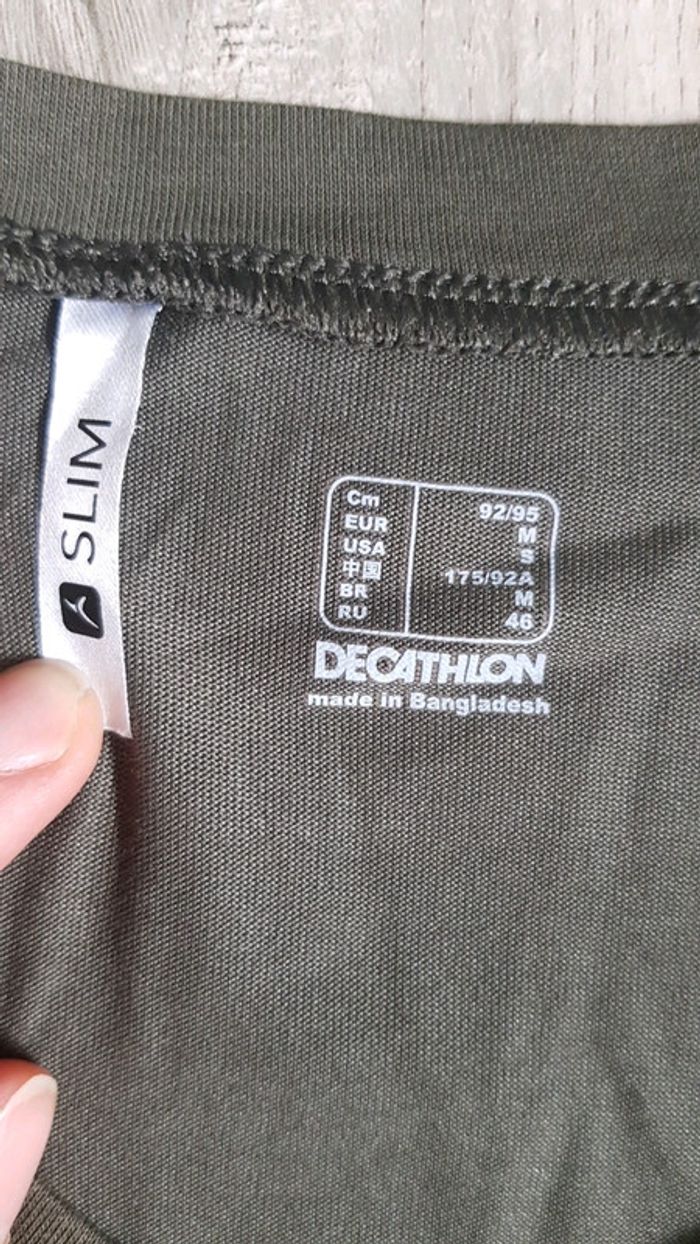 SLIM
Cm 92/95
EUR M
USA S
中国 175/92A
BR M
RU 46
DECATHLON
made in Bangladesh